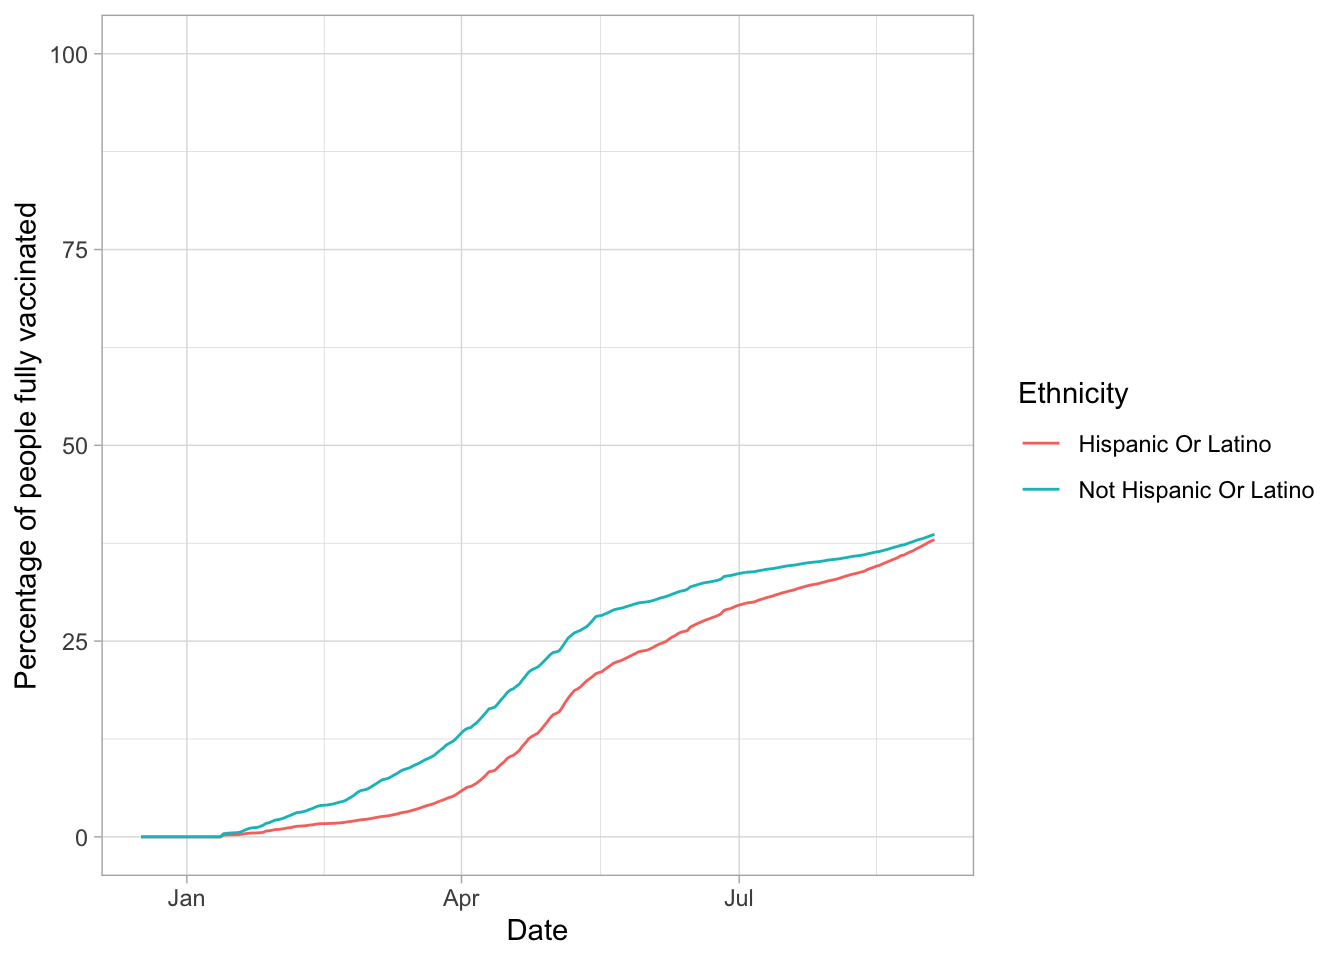 100
75
50
25
0
Percentage of people fully vaccinated
Jan
Apr
Jul
Date
Ethnicity
Hispanic Or Latino
Not Hispanic Or Latino